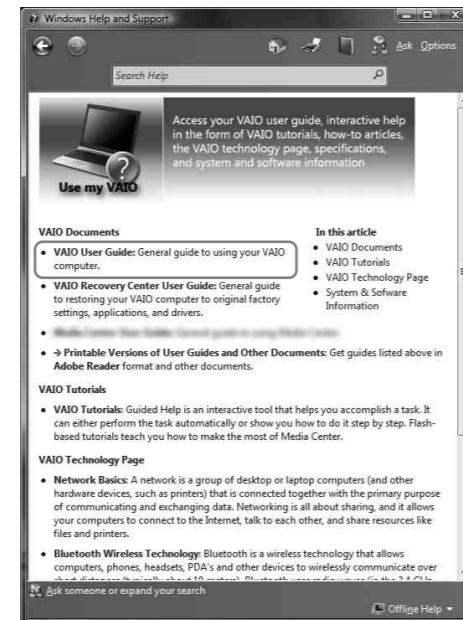 Windows Help and Support
Ask Options
Search Help
Access your VAIO user guide, interactive help
in the form of VAIO tutorials, how-to articles,
the VAIO technology page, specifications,
and system and software information
Use my VAIO
VAIO Documents
• VAIO User Guide: General guide to using your VAIO
computer.
• VAIO Recovery Center User Guide: General guide
to restoring your VAIO computer to original factory
settings, applications, and drivers.
• Media Center User Guide: General guide to using Media Center
• → Printable Versions of User Guides and Other Documents: Get guides listed above in
Adobe Reader format and other documents.
In this article
• VAIO Documents
• VAIO Tutorials
• VAIO Technology Page
• System & Sofware
Information
VAIO Tutorials
• VAIO Tutorials: Guided Help is an interactive tool that helps you accomplish a task. It
can either perform the task automatically or show you how to do it step by step. Flash-
based tutorials teach you how to make the most of Media Center.
VAIO Technology Page
• Network Basics: A network is a group of desktop or laptop computers (and other
hardware devices, such as printers) that is connected together with the primary purpose
of communicating and exchanging data. Networking is all about sharing, and it allows
your computers to connect to the Internet, talk to each other, and share resources like
files and printers.
• Bluetooth Wireless Technology: Bluetooth is a wireless technology that allows
computers, phones, headsets, PDA's and other devices to wirelessly communicate over
Ask someone or expand your search
Offline Help